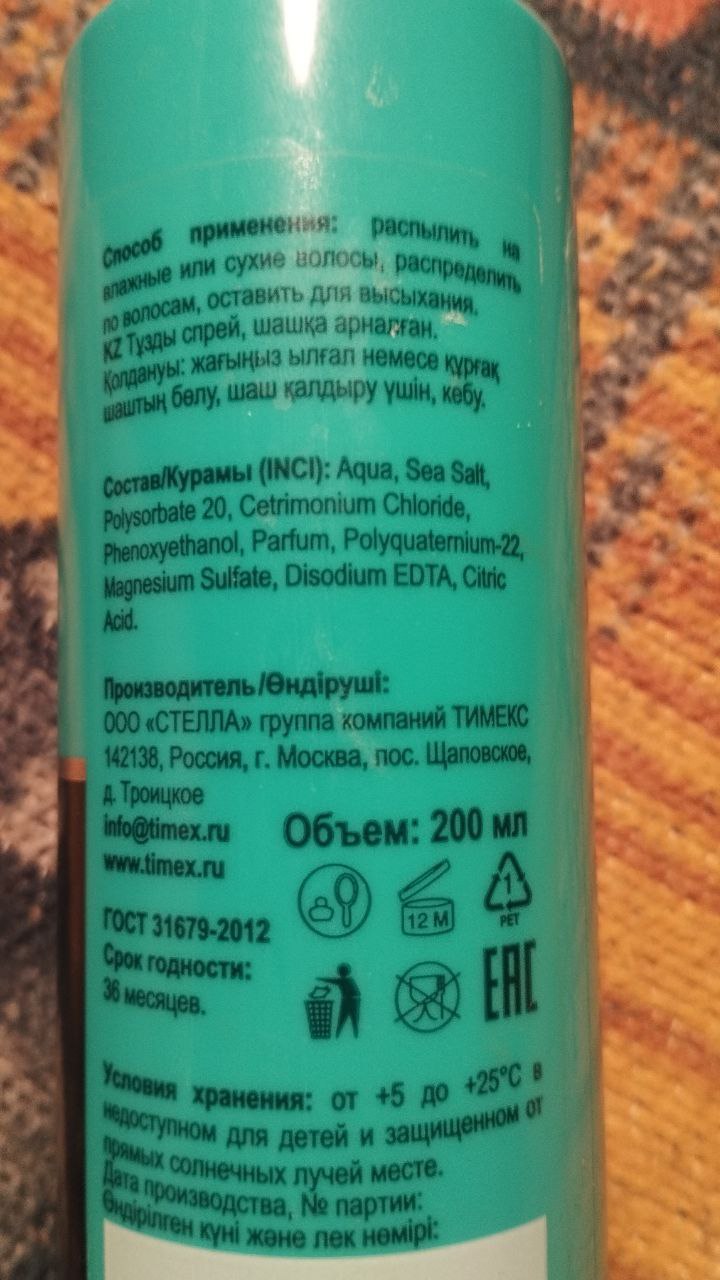 Способ применения: распылить на
влажные или сухие волосы, распределить
по волосам, оставить для высыхания.
KZ Тұзды спрей, шашқа арналған.
Қолдануы: жағыңыз ылғал немесе құрғақ
шаштың бөлу, шаш қалдыру үшін, кебу.
Состав/Курамы (INCI): Aqua, Sea Salt,
Polysorbate 20, Cetrimonium Chloride,
Phenoxyethanol, Parfum, Polyquaternium-22,
Magnesium Sulfate, Disodium EDTA, Citric
Acid.
Производитель/Өндіруші:
ООО «СТЕЛЛА» группа компаний ТИМЕКС
142138, Россия, г. Москва, пос. Щаповское,
д. Троицкое
info@timex.ru
Объем: 200 мл
www.timex.ru
12 M
1
PET
ГОСТ 31679-2012
Срок годности:
36 месяцев.
EAC
Условия хранения: от +5 до +25°С в
недоступном для детей и защищенном от
прямых солнечных лучей месте.
Дата производства, № партии:
Өндірілген күні және лек нөмірі: